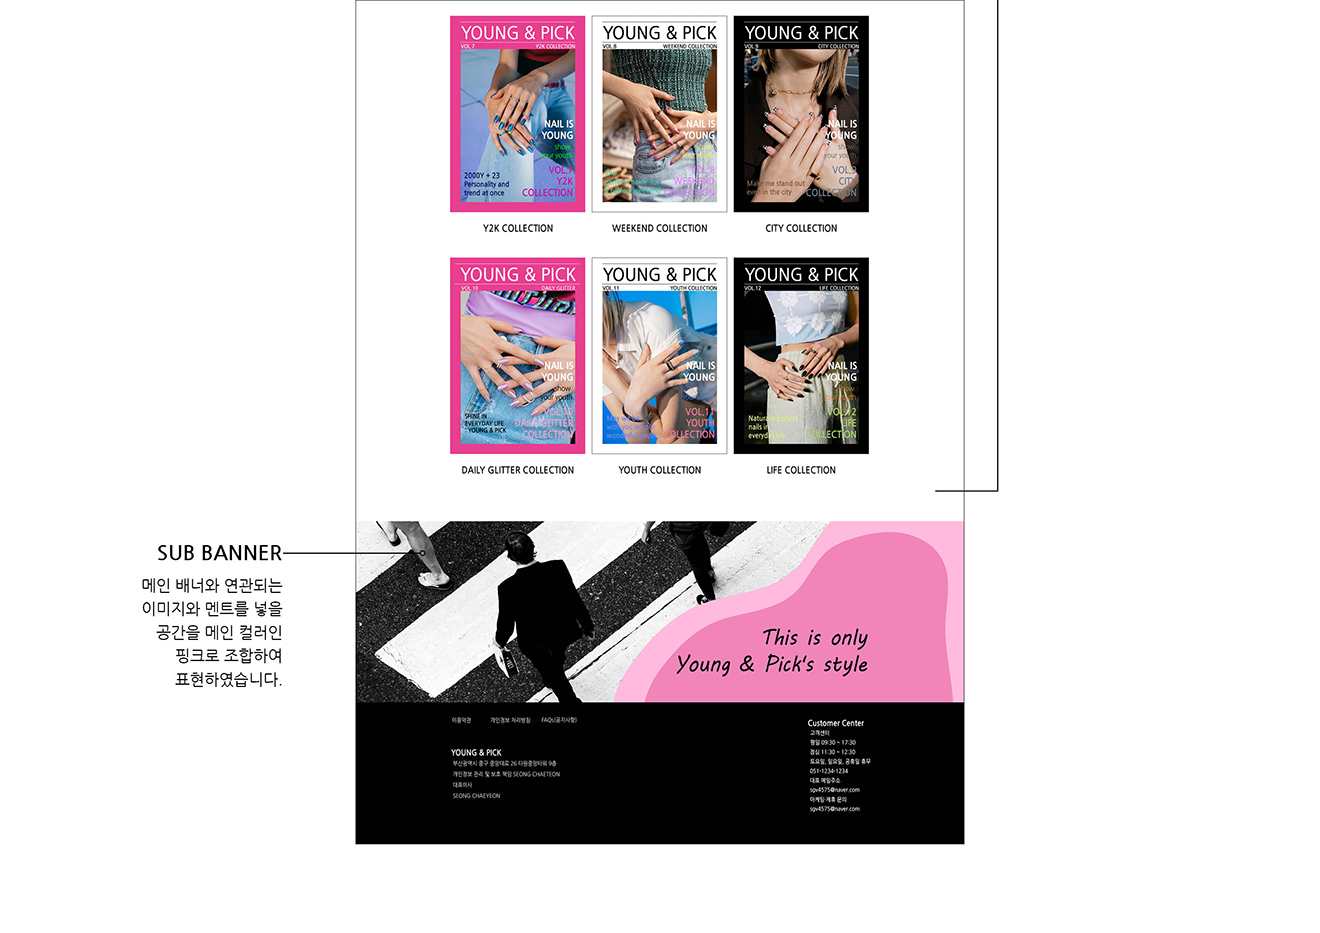 YOUNG & PICK
VOL.7 Y2K COLLECTION
NAIL IS
YOUNG
show
your youth
VOL.7
Y2K
COLLECTION
2000Y + 23
Personality and
trend at once
Y2K COLLECTION
YOUNG & PICK
VOL.8 WEEKEND COLLECTION
NAIL IS
YOUNG
show
your youth
VOL.8
WEEKEND
COLLECTION
WEEKEND COLLECTION
YOUNG & PICK
VOL.9 CITY COLLECTION
NAIL IS
YOUNG
show
your youth
VOL.9
CITY
COLLECTION
Make me stand out
even in the city
CITY COLLECTION
YOUNG & PICK
VOL.10 DAILY GLITTER
NAIL IS
YOUNG
show
your youth
VOL.10
DAILY GLITTER
COLLECTION
SHINE IN
EVERYDAY LIFE
: YOUNG & PICK
DAILY GLITTER COLLECTION
YOUNG & PICK
VOL.11 YOUTH COLLECTION
NAIL IS
YOUNG
show
your youth
VOL.11
YOUTH
COLLECTION
YOUTH COLLECTION
YOUNG & PICK
VOL.12 LIFE COLLECTION
NAIL IS
YOUNG
show
your youth
VOL.12
LIFE
COLLECTION
nails in
LIFE COLLECTION
SUB BANNER
메인 배너와 연관되는
이미지와 멘트를 넣을
공간을 메인 컬러인
핑크로 조합하여
표현하였습니다.
This is only
Young & Pick's style
이용약관 개인정보 처리방침 FAQs(공지사항)
YOUNG & PICK
부산광역시 중구 중앙대로 26 다원중앙타워 9층
개인정보 관리 및 보호 책임 SEONG CHAETEON
대표이사
SEONG CHAEYEON
Customer Center
고객센터
평일 09:30 ~ 17:30
점심 11:30 ~ 12:30
토요일, 일요일, 공휴일 휴무
051-1234-1234
대표 메일주소
sgv4575@naver.com
마케팅·제휴 문의
sgv4575@naver.com